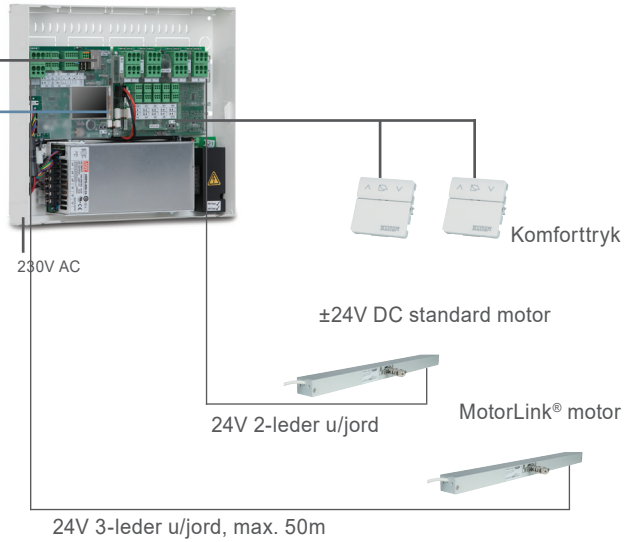 Komforttryk
230V AC
±24V DC standard motor
24V 2-leder u/jord
MotorLink® motor
24V 3-leder u/jord, max. 50m